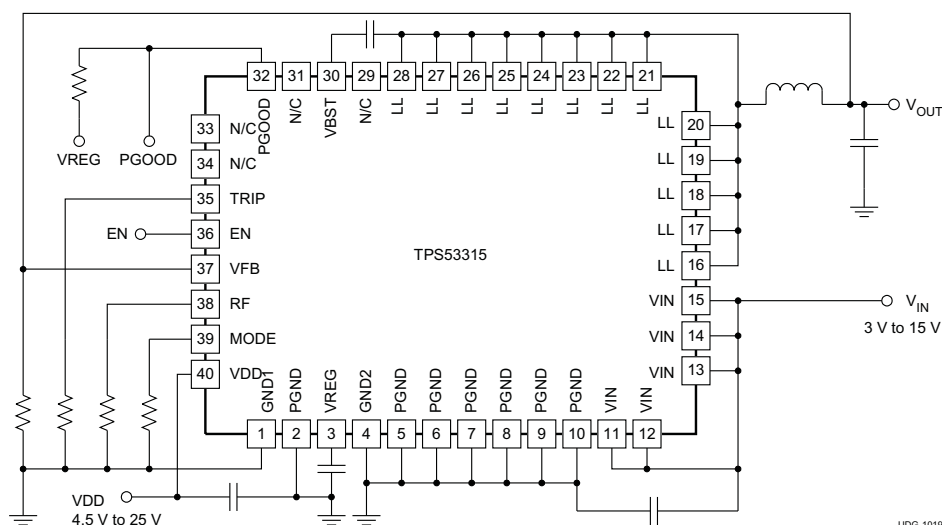 32 31 30 29 28 27 26 25 24 23 22 21
PGOOD N/C VBST N/C LL LL LL LL LL LL LL LL
VREG PGOOD
33 N/C
34 N/C
35 TRIP
EN 36 EN
37 VFB
38 RF
39 MODE
40 VDD
TPS53315
LL 20
LL 19
LL 18
LL 17
LL 16
VIN 15
VIN 14
VIN 13
VOUT
VIN
3 V to 15 V
GND1 PGND VREG GND2 PGND PGND PGND PGND PGND PGND VIN VIN
1 2 3 4 5 6 7 8 9 10 11 12
VDD
4.5 V to 25 V